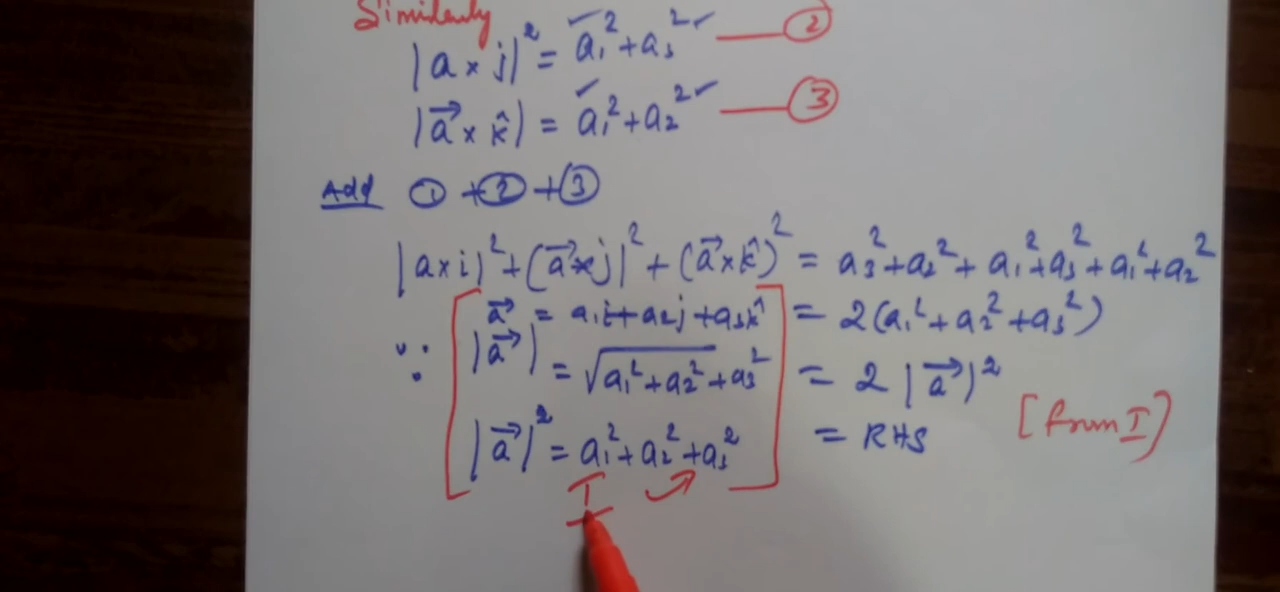 Similarly
|a × j|² = a₁² + a₃² ② 
|a⃗ × k̂| = a₁² + a₂² ③
Add ① + ② + ③
|a×i|² + (a⃗×j|² + (a⃗×k̂)² = a₃² + a₂² + a₁² + a₃² + a₁² + a₂²
∵ [ a⃗ = a₁i + a₂j + a₃k̂ ] = 2(a₁² + a₂² + a₃²)
|a⃗| = √a₁² + a₂² + a₃² = 2|a⃗|²
|a⃗|² = a₁² + a₂² + a₃² = RHS [from I]
I